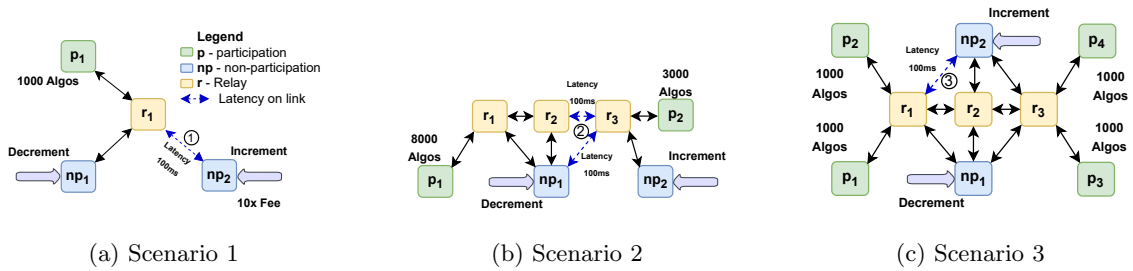 Legend
p - participation
np - non-participation
r - Relay
Latency on link
p1
1000 Algos
r1
1
Latency
100ms
Decrement
np1
Increment
np2
10x Fee
(a) Scenario 1
3000
Algos
Latency
100ms
r1
r2
r3
p2
2
8000
Algos
Latency
100ms
Increment
p1
np1
np2
Decrement
(b) Scenario 2
Increment
p2
Latency
100ms
np2
p4
3
1000
Algos
1000
Algos
r1
r2
r3
1000
Algos
1000
Algos
p1
np1
p3
Decrement
(c) Scenario 3